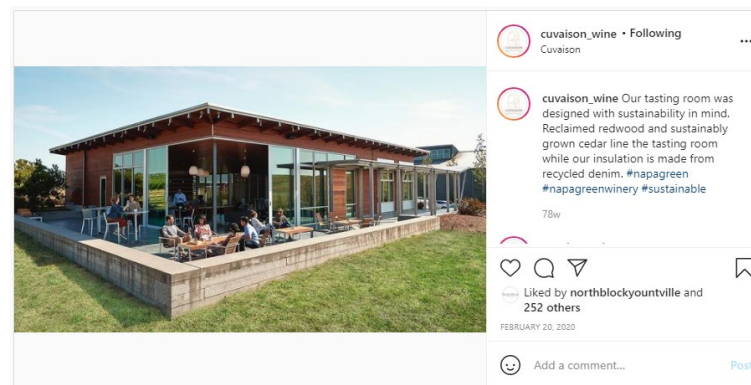 cuvaison_wine • Following
Cuvaison
...
cuvaison_wine Our tasting room was
designed with sustainability in mind.
Reclaimed redwood and sustainably
grown cedar line the tasting room
while our insulation is made from
recycled denim. #napagreen
#napagreenwinery #sustainable
78w
Liked by northblockyountville and
252 others
FEBRUARY 20, 2020
Add a comment...
Post